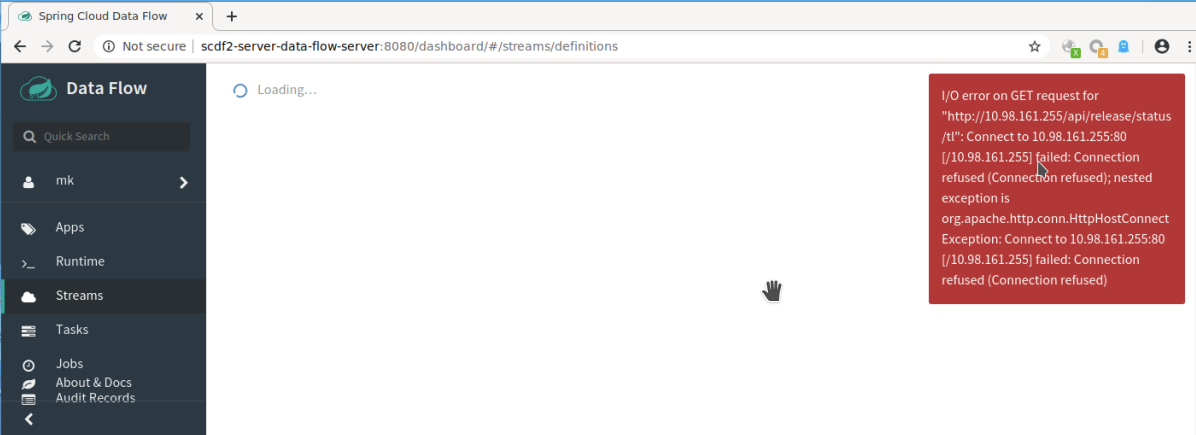 Spring Cloud Data Flow
Not secure
scdf2-server-data-flow-server:8080/dashboard/#/streams/definitions
X
4
Data Flow
Quick Search
mk
Apps
Runtime
Streams
Tasks
Jobs
About & Docs
Audit Records
Loading...
I/O error on GET request for
"http://10.98.161.255/api/release/status
/tl": Connect to 10.98.161.255:80
[/10.98.161.255] failed: Connection
refused (Connection refused); nested
exception is
org.apache.http.conn.HttpHostConnect
Exception: Connect to 10.98.161.255:80
[/10.98.161.255] failed: Connection
refused (Connection refused)